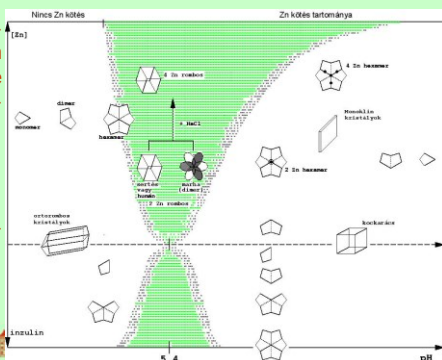 Nincs Zn kötés
Zn kötés tartománya
[Zn]
4 Zn rombos
4 Zn hexamer
dimer
monomer
hexamer
Monoklin
kristályok
sertés
vagy
humán
marha
(dimer)
2 Zn rombos
2 Zn hexamer
ortorombos
kristályok
kockarács
inzulin
5,4
pH